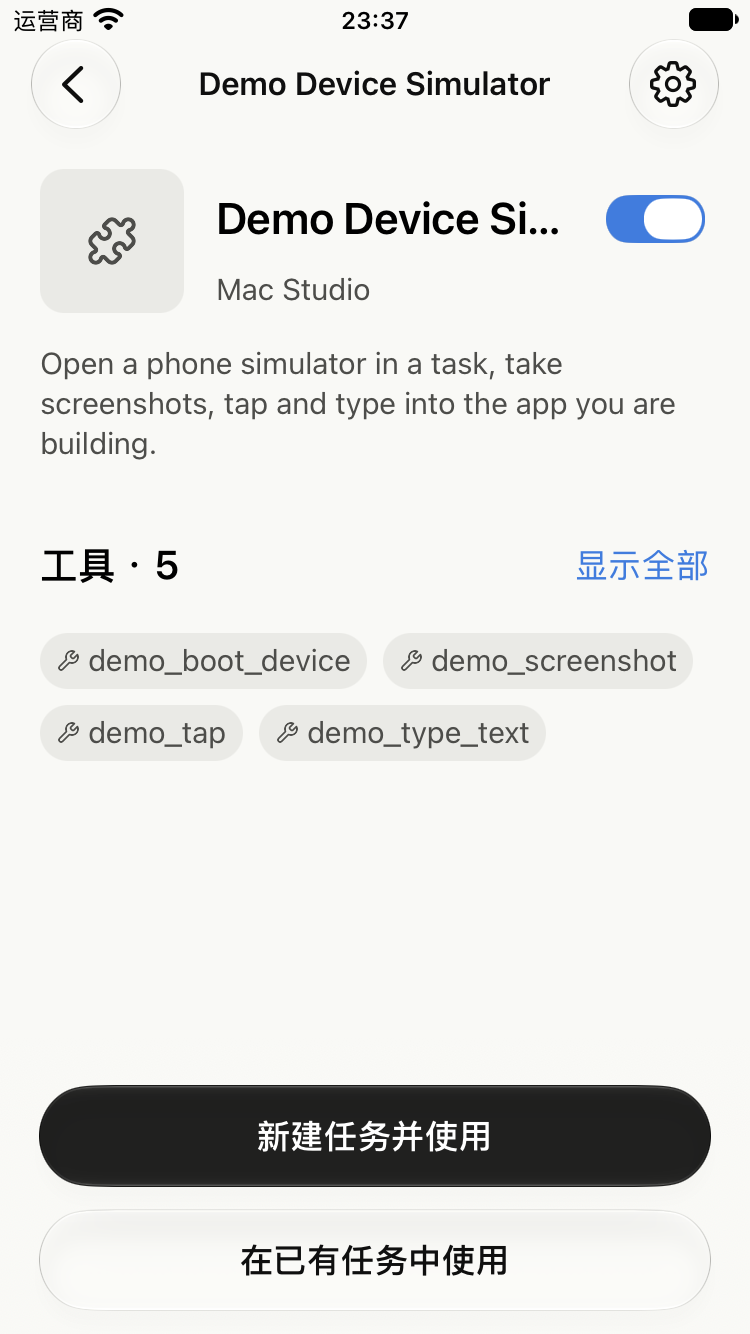 运营商
23:37
Demo Device Simulator
Demo Device Si...
Mac Studio
Open a phone simulator in a task, take
screenshots, tap and type into the app you are
building.
工具 · 5
显示全部
demo_boot_device
demo_screenshot
demo_tap
demo_type_text
新建任务并使用
在已有任务中使用